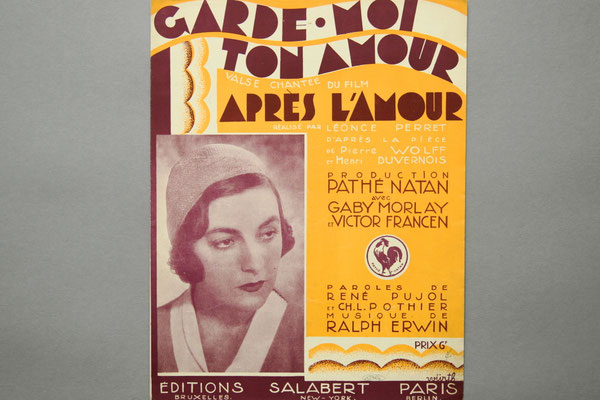 GARDE • MOI
TON AMOUR
VALSE CHANTÉE DU FILM
APRÈS L'AMOUR
RÉALISÉ PAR LÉONCE PERRET
D'APRÈS LA PIÈCE
DE PIERRE WOLFF
ET HENRI DUVERNOIS
PRODUCTION
PATHÉ NATAN
AVEC
GABY MORLAY
ET VICTOR FRANCEN
PAROLES DE
RENÉ PUJOL
ET CH. L. POTHIER
MUSIQUE DE
RALPH ERWIN
PRIX 6F
würth
ÉDITIONS SALABERT PARIS
BRUXELLES. NEW-YORK. BERLIN.